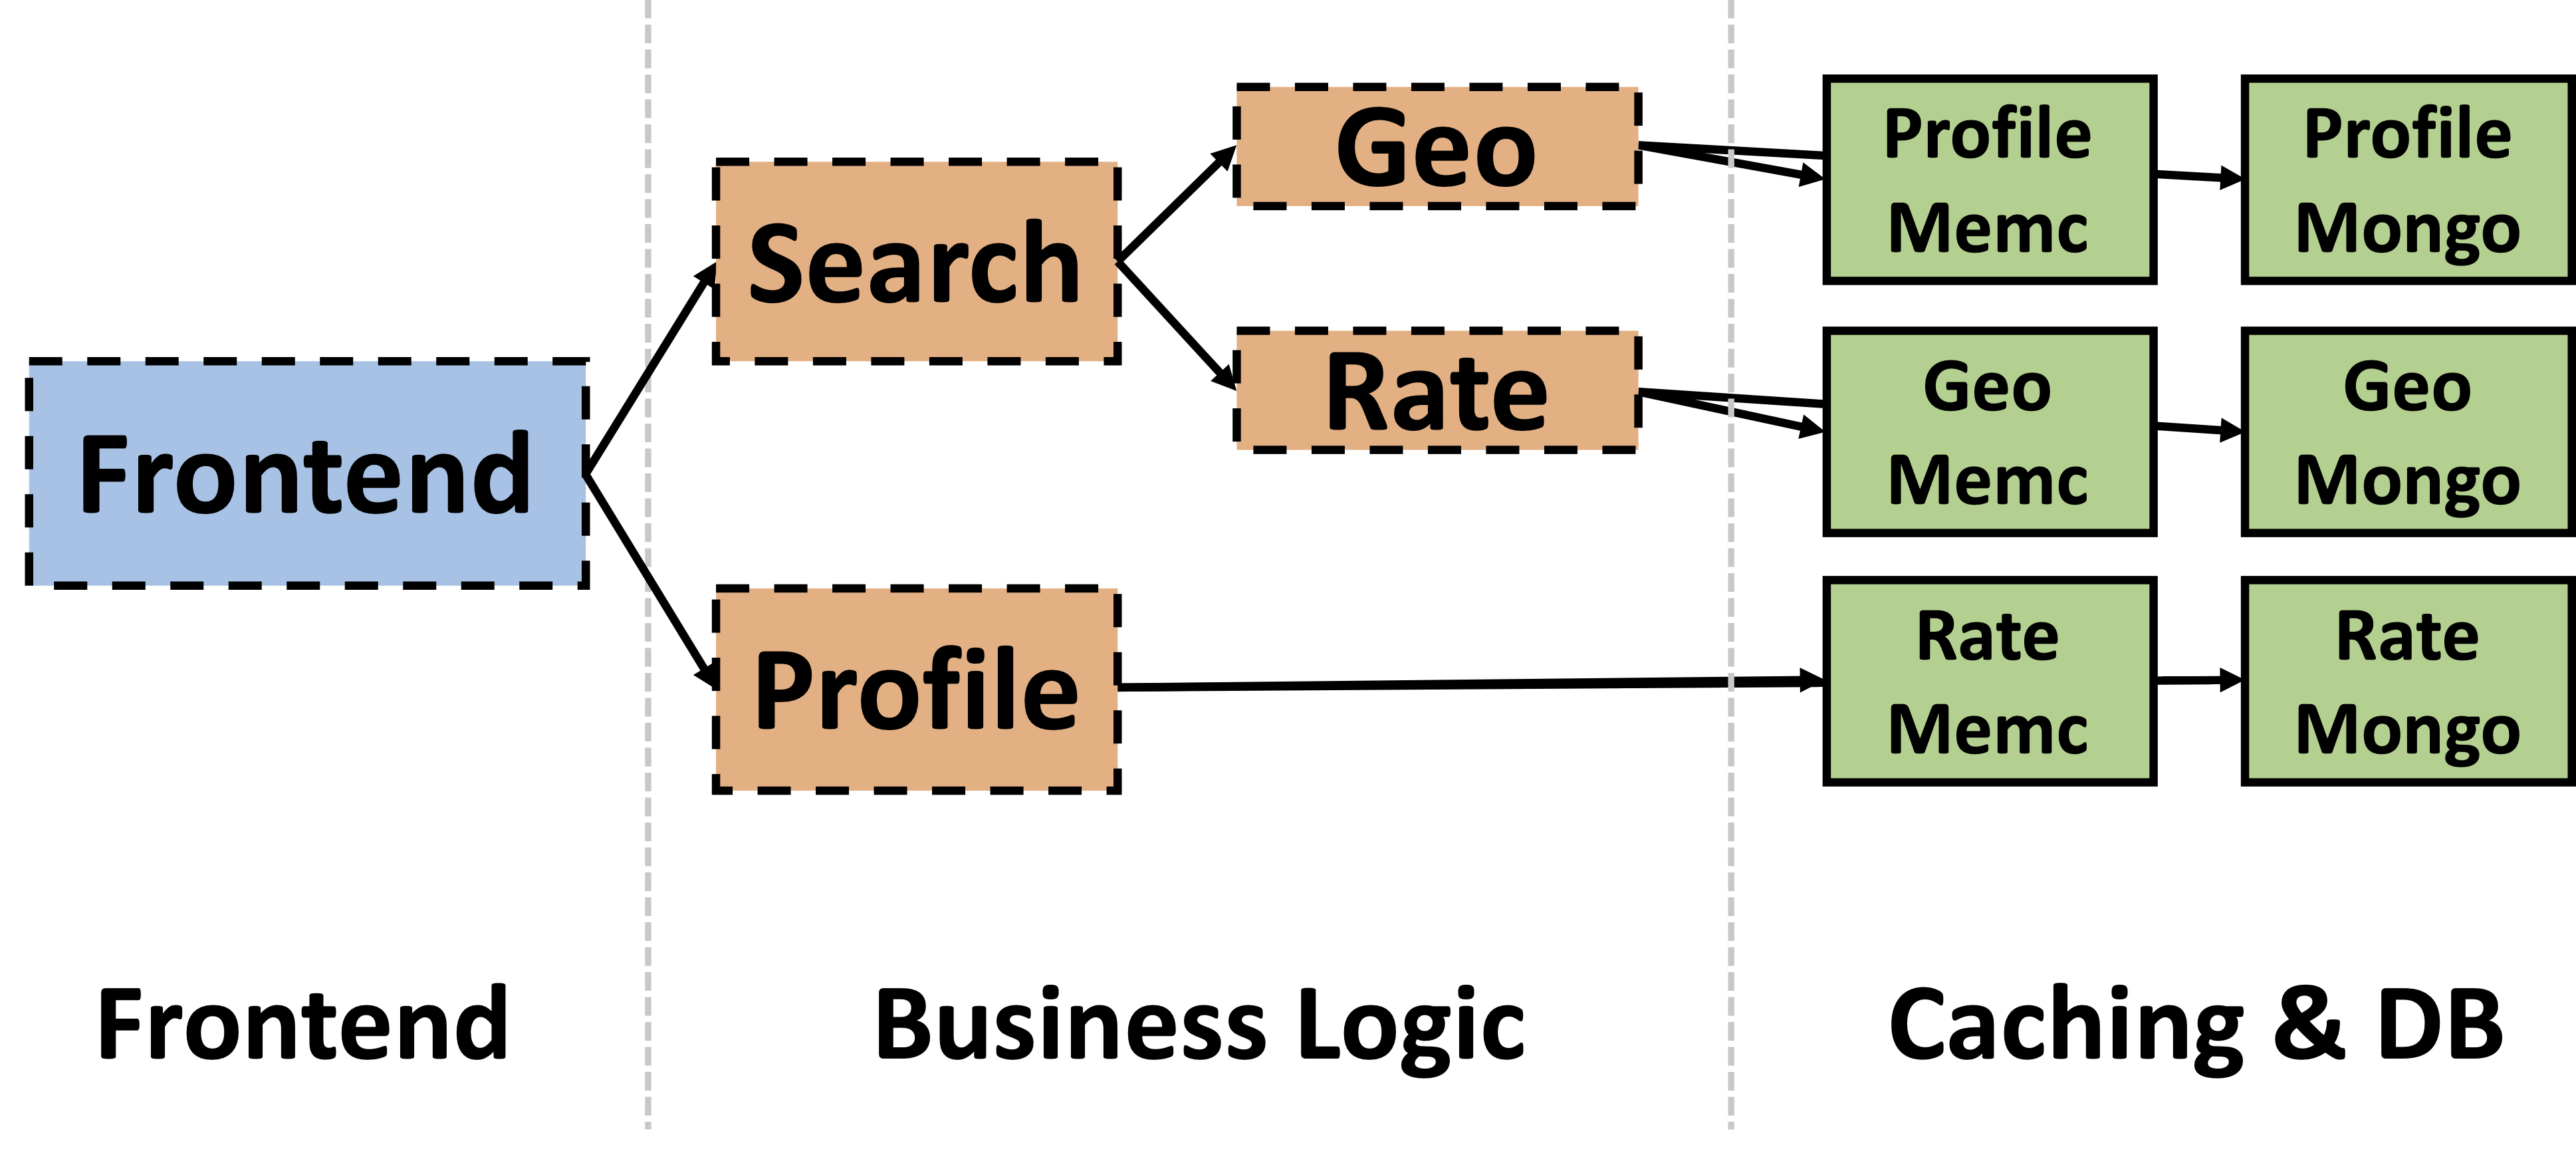 Frontend
Search
Profile
Geo
Rate
Profile
Memc
Profile
Mongo
Geo
Memc
Geo
Mongo
Rate
Memc
Rate
Mongo
Frontend
Business Logic
Caching & DB